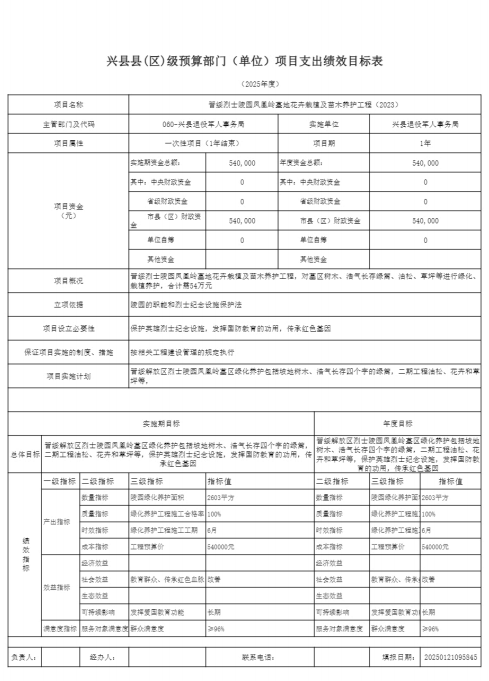 兴县县(区)级预算部门（单位）项目支出绩效目标表
（2025年度）
项目名称 晋绥烈士陵园凤凰岭墓地花卉栽植及苗木养护工程（2023）
主管部门及代码 060-兴县退役军人事务局 实施单位 兴县退役军人事务局
项目属性 一次性项目（1年结束） 项目期 1年
项目资金（元）
实施期资金总额: 540,000 年度资金总额: 540,000
其中: 中央财政资金 0 其中: 中央财政资金 0
省级财政资金 0 省级财政资金 0
市县（区）财政资金 540,000 市县（区）财政资金 540,000
单位自筹 0 单位自筹 0
其他资金 其他资金
项目概况 晋绥烈士陵园凤凰岭墓地花卉栽植及苗木养护工程，对墓区树木、浩气长存绿篱、油松、草坪等进行绿化、
栽植养护。合计需54万元
立项依据 陵园的职能和烈士纪念设施保护法
项目设立必要性 保护英雄烈士纪念设施，发挥国防教育的功用，传承红色基因
保证项目实施的制度、措施 按相关工程建设管理的规定执行
项目实施计划 晋绥解放区烈士陵园凤凰岭墓区绿化养护包括坡地树木、浩气长存四个字的绿篱，二期工程油松、花卉和草
坪等。
实施期目标 年度目标
总体目标
晋绥解放区烈士陵园凤凰岭墓区绿化养护包括坡地树木、浩气长存四个字的绿篱，
二期工程油松、花卉和草坪等，保护英雄烈士纪念设施，发挥国防教育的功用，传
承红色基因
晋绥解放区烈士陵园凤凰岭墓区绿化养护包括坡地树
木、浩气长存四个字的绿篱，二期工程油松、花
卉和草坪等，保护英雄烈士纪念设施，发挥国防教
育的功用，传承红色基因
绩效指标
一级指标 二级指标 三级指标 指标值 二级指标 三级指标 指标值
产出指标
数量指标 陵园绿化养护面积 2603平方 数量指标 陵园绿化养护面 2603平方
质量指标 绿化养护工程施工合格率 100% 质量指标 绿化养护工程施 100%
时效指标 绿化养护工程施工工期 6月 时效指标 绿化养护工程施 6月
成本指标 工程预算价 540000元 成本指标 工程预算价 540000元
效益指标
经济效益 经济效益
社会效益 教育群众、传承红色血脉 改善 社会效益 教育群众、传承 改善
生态效益 生态效益
可持续影响 发挥爱国教育功能 长期 可持续影响 发挥爱国教育功 长期
满意度指标 服务对象满意度 群众满意度 ≥96% 服务对象满意度 群众满意度 ≥96%
负责人: 经办人: 联系电话: 填报日期: 20250121095845